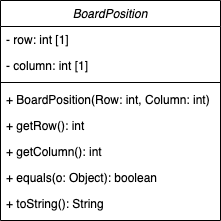 BoardPosition
- row: int [1]
- column: int [1]
+ BoardPosition(Row: int, Column: int)
+ getRow(): int
+ getColumn(): int
+ equals(o: Object): boolean
+ toString(): String